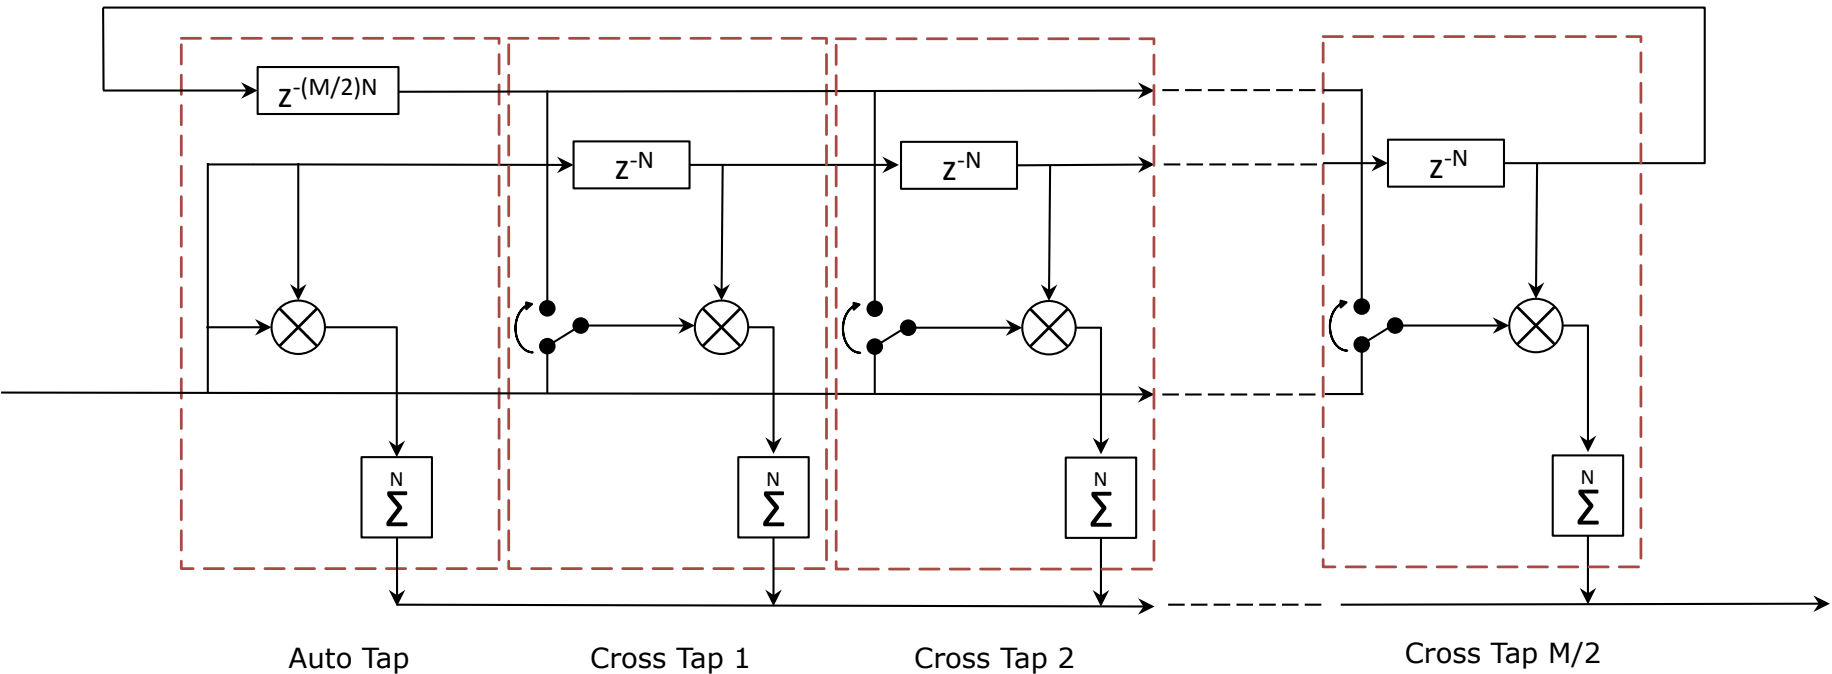 z-(M/2)N
z-N
z-N
z-N
N
Σ
N
Σ
N
Σ
N
Σ
Auto Tap
Cross Tap 1
Cross Tap 2
Cross Tap M/2